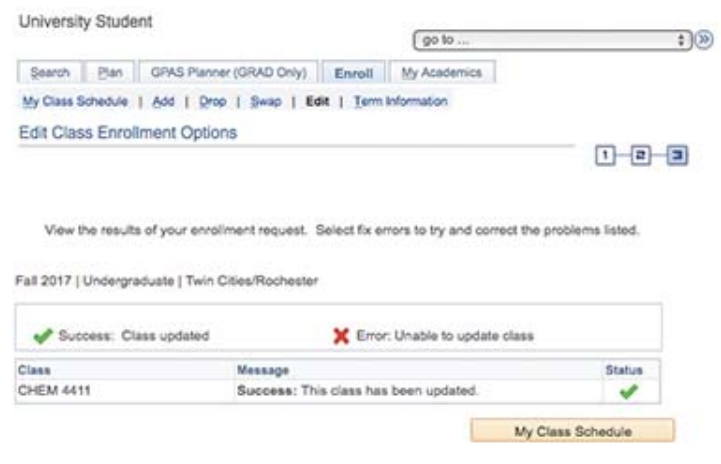 University Student
go to ...
Search Plan GPAS Planner (GRAD Only) Enroll My Academics
My Class Schedule | Add | Drop | Swap | Edit | Term Information
Edit Class Enrollment Options
1 2 3
View the results of your enrollment request. Select fix errors to try and correct the problems listed.
Fall 2017 | Undergraduate | Twin Cities/Rochester
Success: Class updated Error: Unable to update class
Class Message Status
CHEM 4411 Success: This class has been updated.
My Class Schedule